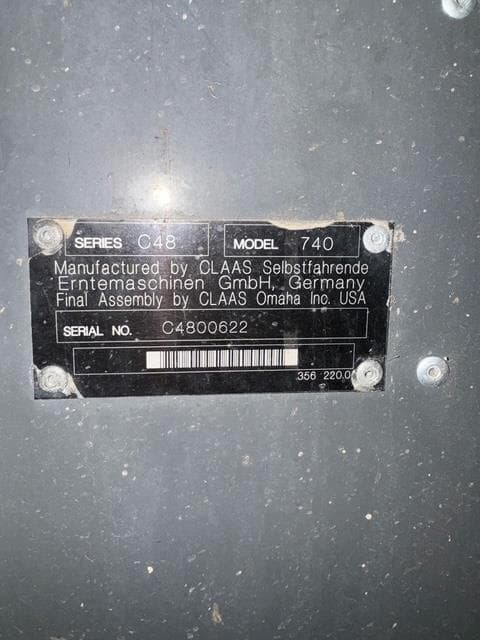 SERIES C48 MODEL 740
Manufactured by CLAAS Selbstfahrende
Erntemaschinen GmbH, Germany
Final Assembly by CLAAS Omaha Inc. USA
SERIAL NO. C4800622
356 220.0